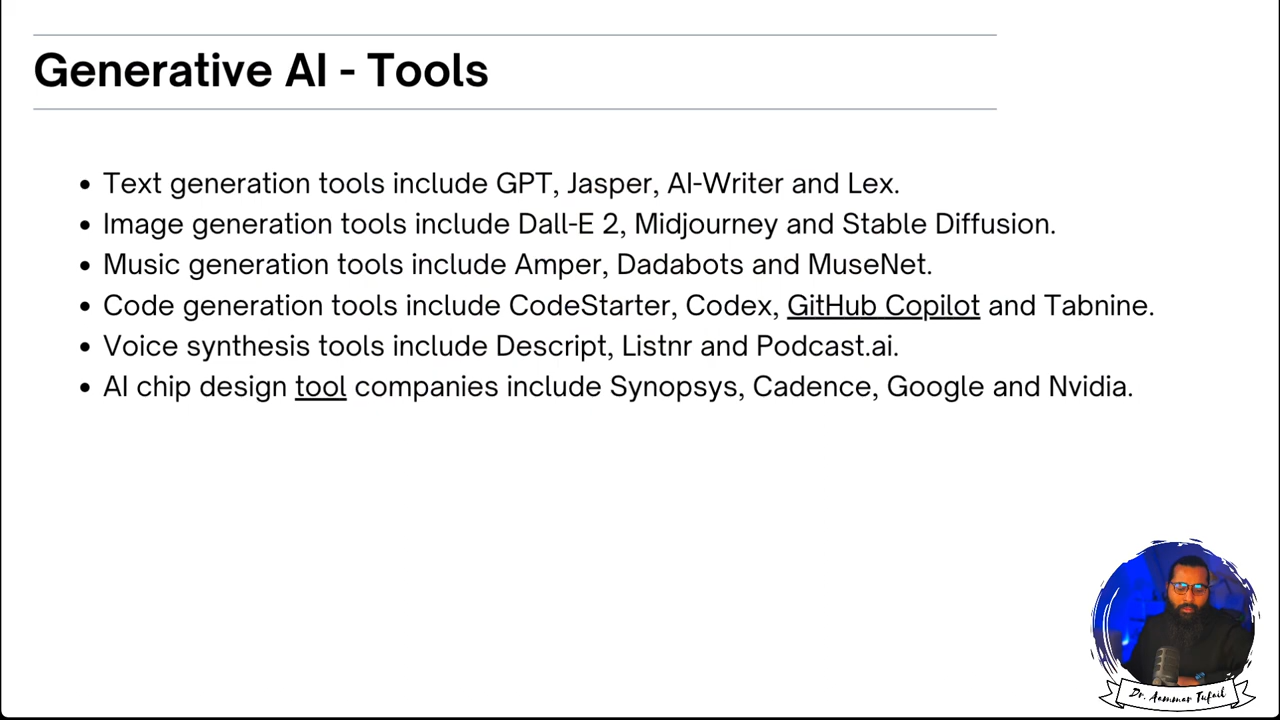 Generative AI - Tools
• Text generation tools include GPT, Jasper, AI-Writer and Lex.
• Image generation tools include Dall-E 2, Midjourney and Stable Diffusion.
• Music generation tools include Amper, Dadabots and MuseNet.
• Code generation tools include CodeStarter, Codex, GitHub Copilot and Tabnine.
• Voice synthesis tools include Descript, Listnr and Podcast.ai.
• AI chip design tool companies include Synopsys, Cadence, Google and Nvidia.
Dr. Aammar Tufail